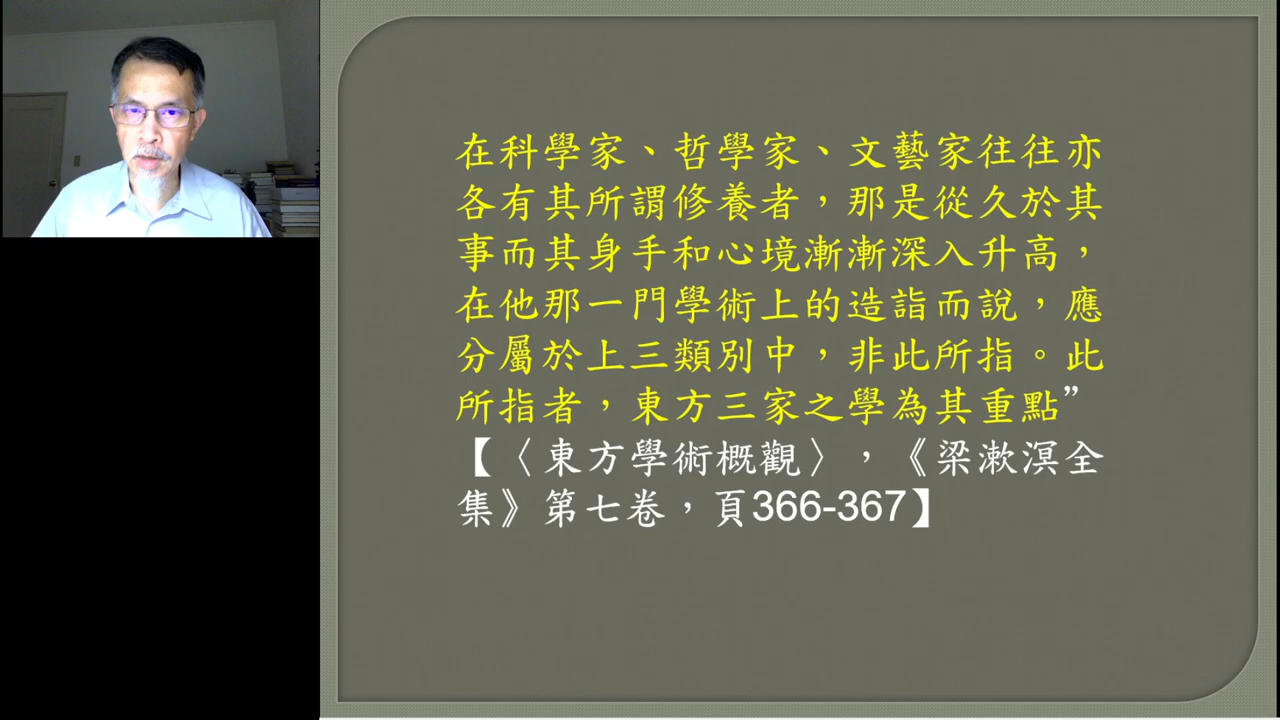 在科學家、哲學家、文藝家往往亦
各有其所謂修養者，那是從久於其
事而其身手和心境漸漸深入升高，
在他那一門學術上的造詣而說，應
分屬於上三類別中，非此所指。此
所指者，東方三家之學為其重點”
【〈東方學術概觀〉，《梁漱溟全
集》第七卷，頁366-367】